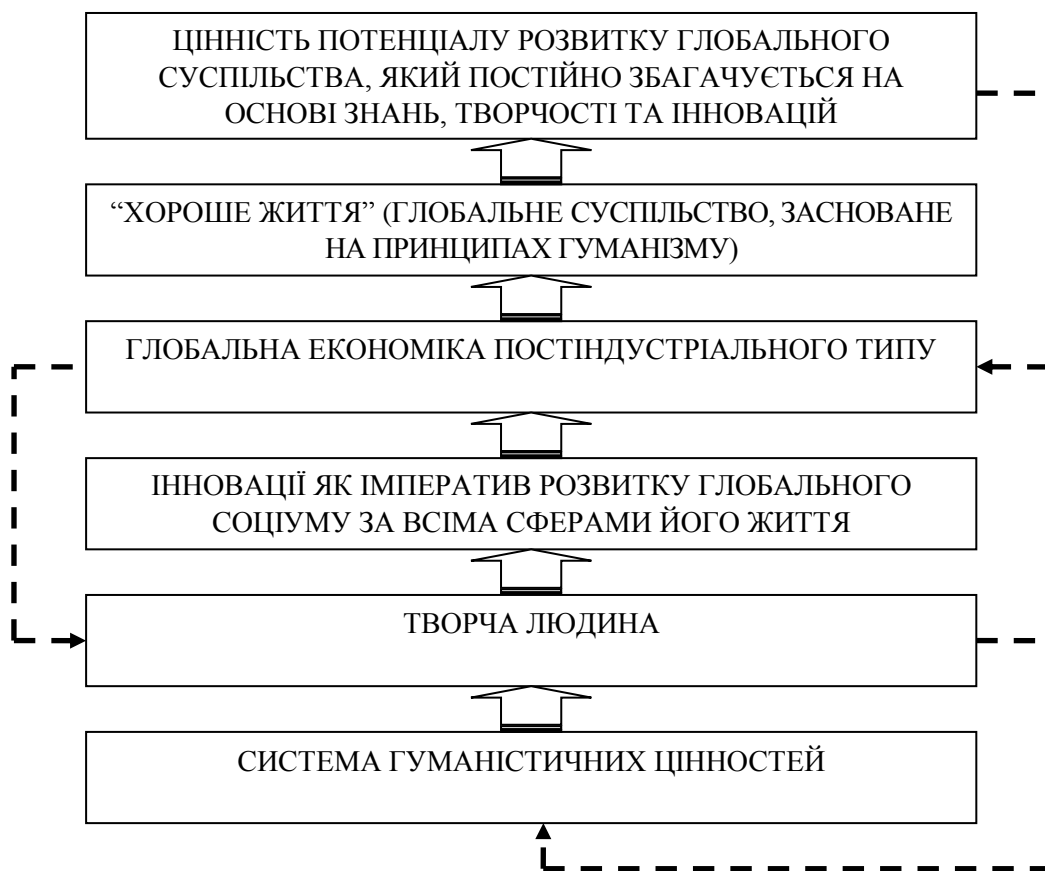 ЦІННІСТЬ ПОТЕНЦІАЛУ РОЗВИТКУ ГЛОБАЛЬНОГО
СУСПІЛЬСТВА, ЯКИЙ ПОСТІЙНО ЗБАГАЧУЄТЬСЯ НА
ОСНОВІ ЗНАНЬ, ТВОРЧОСТІ ТА ІННОВАЦІЙ
“ХОРОШЕ ЖИТТЯ” (ГЛОБАЛЬНЕ СУСПІЛЬСТВО, ЗАСНОВАНЕ
НА ПРИНЦИПАХ ГУМАНІЗМУ)
ГЛОБАЛЬНА ЕКОНОМІКА ПОСТІНДУСТРІАЛЬНОГО ТИПУ
ІННОВАЦІЇ ЯК ІМПЕРАТИВ РОЗВИТКУ ГЛОБАЛЬНОГО
СОЦІУМУ ЗА ВСІМА СФЕРАМИ ЙОГО ЖИТТЯ
ТВОРЧА ЛЮДИНА
СИСТЕМА ГУМАНІСТИЧНИХ ЦІННОСТЕЙ